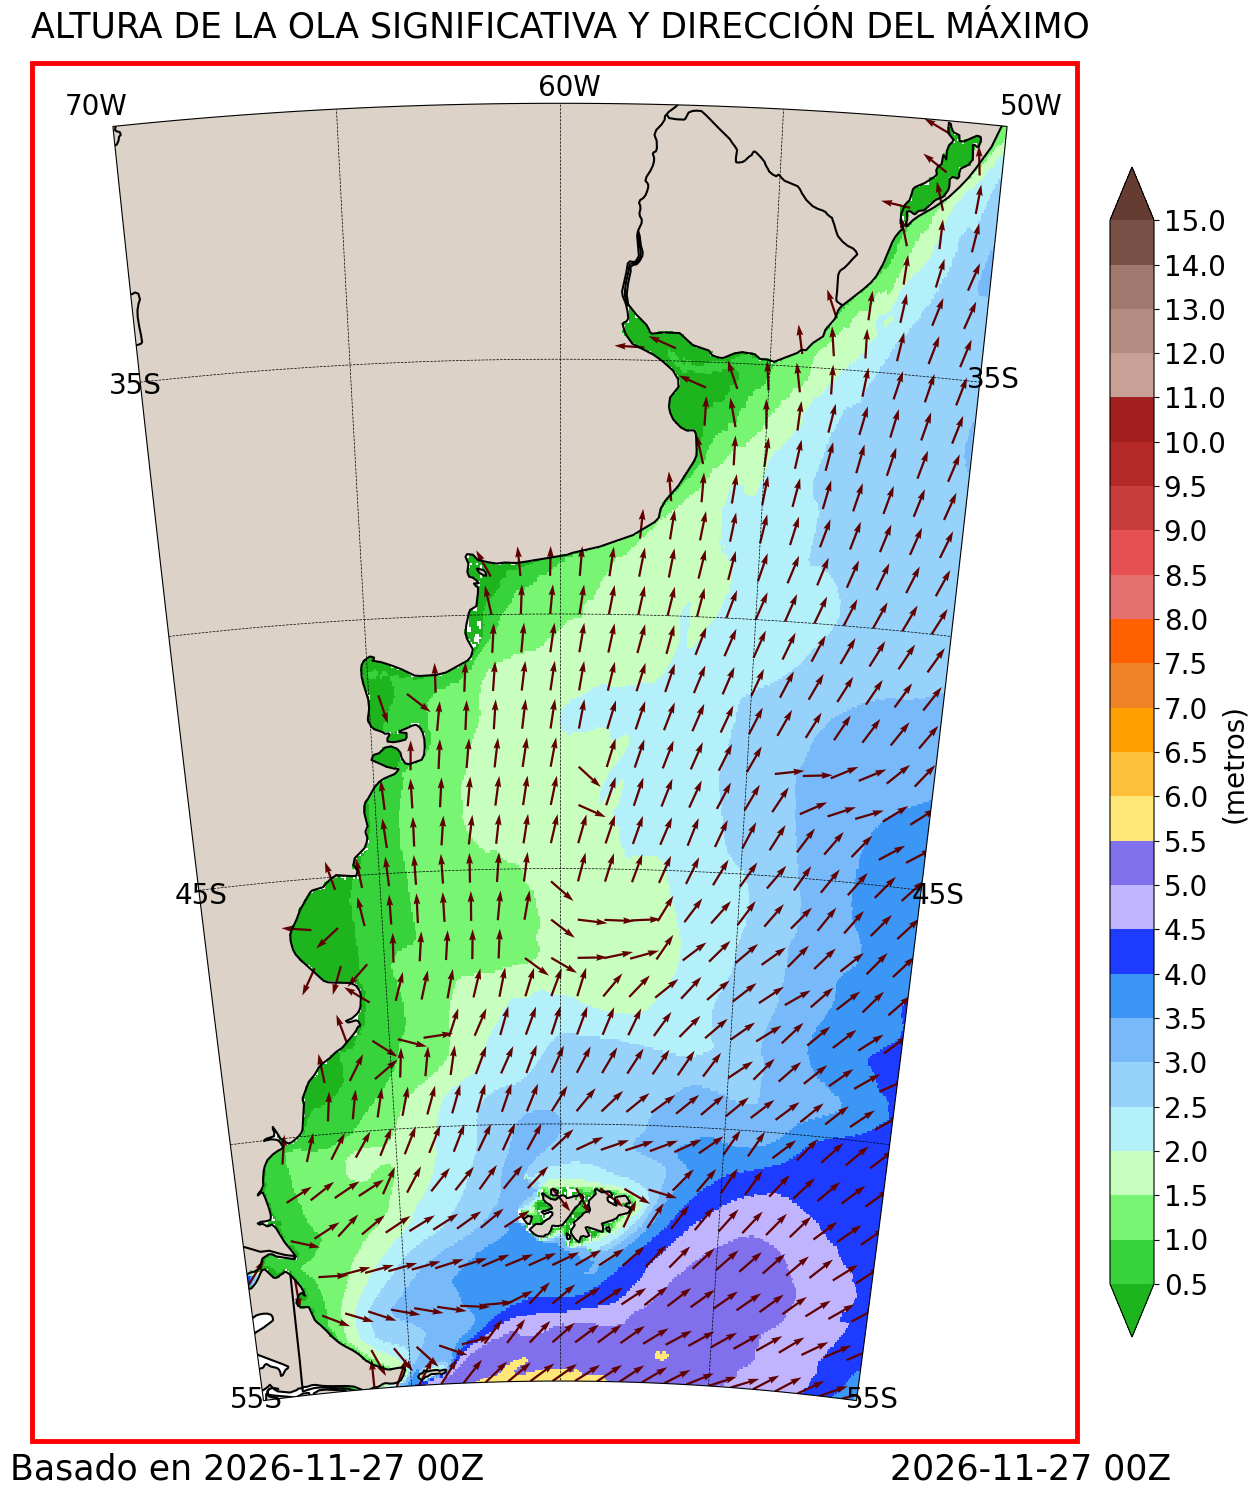 ALTURA DE LA OLA SIGNIFICATIVA Y DIRECCIÓN DEL MÁXIMO
70W
60W
50W
35S
35S
45S
45S
55S
55S
15.0
14.0
13.0
12.0
11.0
10.0
9.5
9.0
8.5
8.0
7.5
7.0
6.5
6.0
5.5
5.0
4.5
4.0
3.5
3.0
2.5
2.0
1.5
1.0
0.5
(metros)
Basado en 2026-11-27 00Z
2026-11-27 00Z